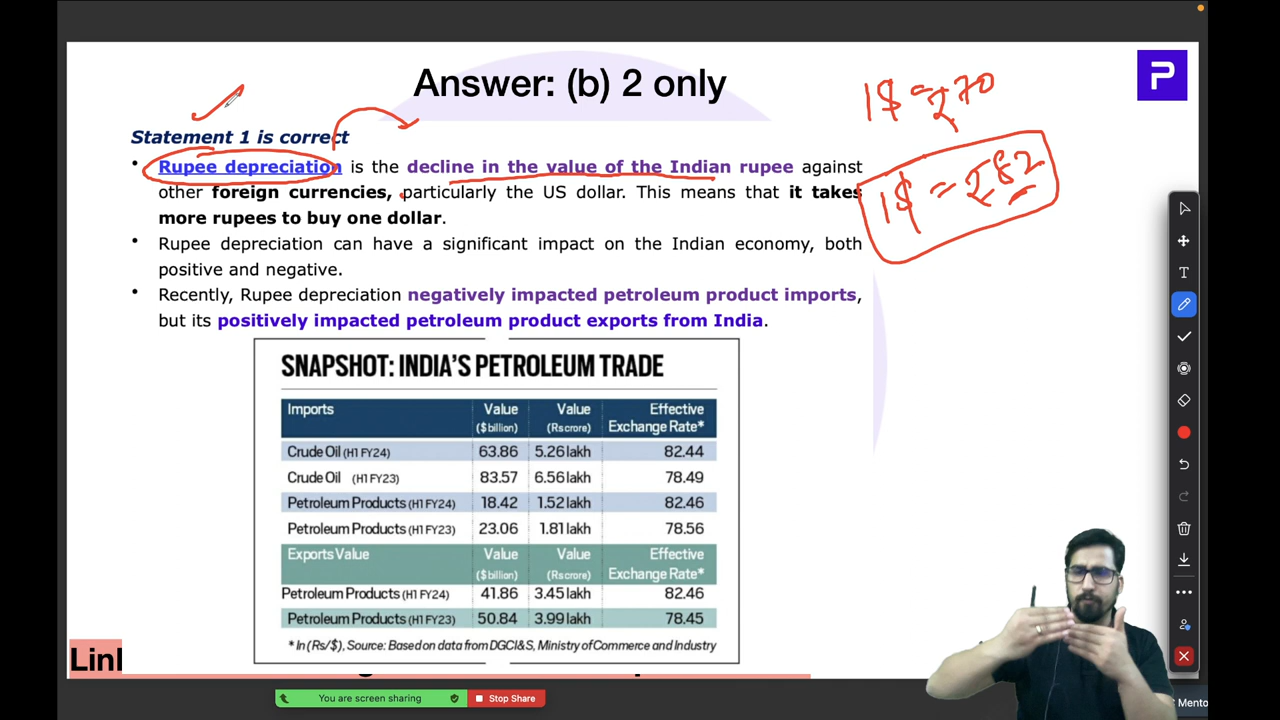 Answer: (b) 2 only
P
1$ = ₹70
1$ = ₹82
Statement 1 is correct
• Rupee depreciation is the decline in the value of the Indian rupee against
other foreign currencies, particularly the US dollar. This means that it takes
more rupees to buy one dollar.
• Rupee depreciation can have a significant impact on the Indian economy, both
positive and negative.
• Recently, Rupee depreciation negatively impacted petroleum product imports,
but its positively impacted petroleum product exports from India.
SNAPSHOT: INDIA'S PETROLEUM TRADE
Imports Value ($ billion) Value (Rs crore) Effective Exchange Rate*
Crude Oil (H1 FY24) 63.86 5.26 lakh 82.44
Crude Oil (H1 FY23) 83.57 6.56 lakh 78.49
Petroleum Products (H1 FY24) 18.42 1.52 lakh 82.46
Petroleum Products (H1 FY23) 23.06 1.81 lakh 78.56
Exports Value Value ($ billion) Value (Rs crore) Effective Exchange Rate*
Petroleum Products (H1 FY24) 41.86 3.45 lakh 82.46
Petroleum Products (H1 FY23) 50.84 3.99 lakh 78.45
* In (Rs/$), Source: Based on data from DGCI&S, Ministry of Commerce and Industry
You are screen sharing Stop Share
Mento